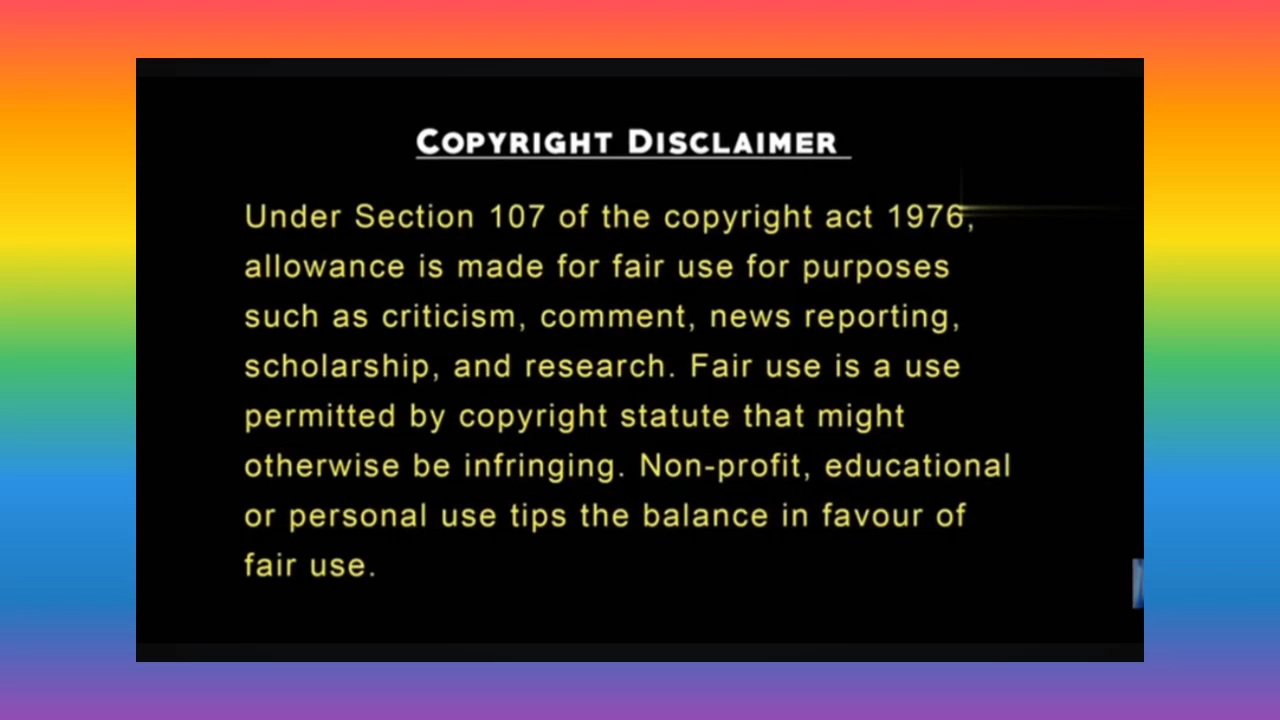 COPYRIGHT DISCLAIMER
Under Section 107 of the copyright act 1976,
allowance is made for fair use for purposes
such as criticism, comment, news reporting,
scholarship, and research. Fair use is a use
permitted by copyright statute that might
otherwise be infringing. Non-profit, educational
or personal use tips the balance in favour of
fair use.